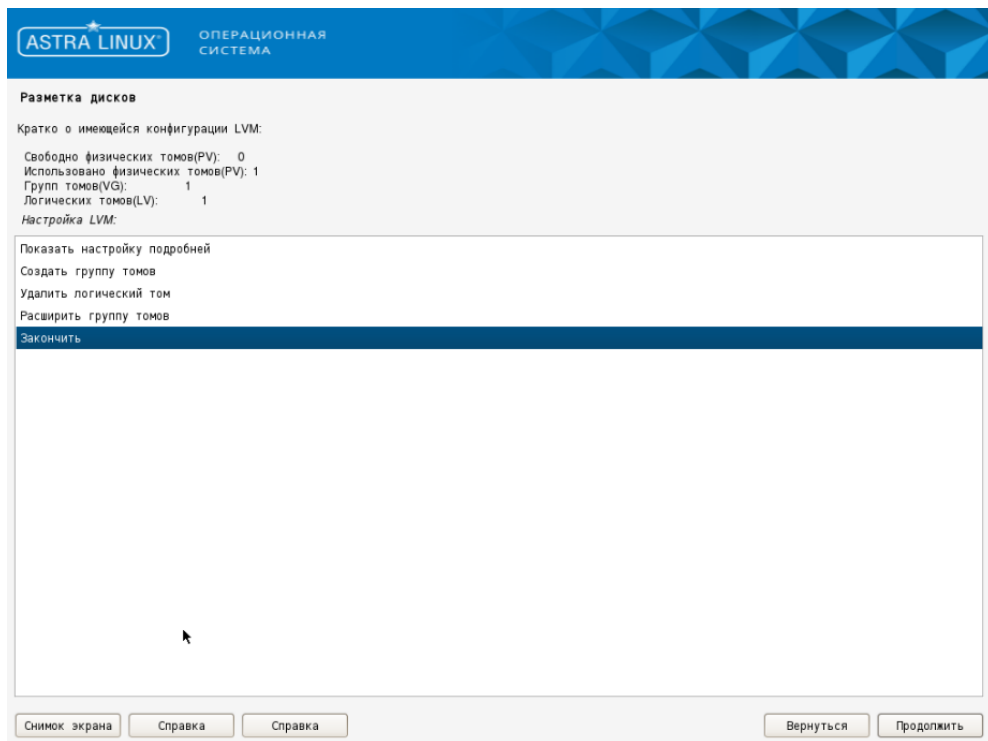 ASTRA LINUX®
ОПЕРАЦИОННАЯ
СИСТЕМА
Разметка дисков
Кратко о имеющейся конфигурации LVM:
Свободно физических томов(PV): 0
Использовано физических томов(PV): 1
Групп томов(VG): 1
Логических томов(LV): 1
Настройка LVM:
Показать настройку подробней
Создать группу томов
Удалить логический том
Расширить группу томов
Закончить
Снимок экрана Справка Справка Вернуться Продолжить